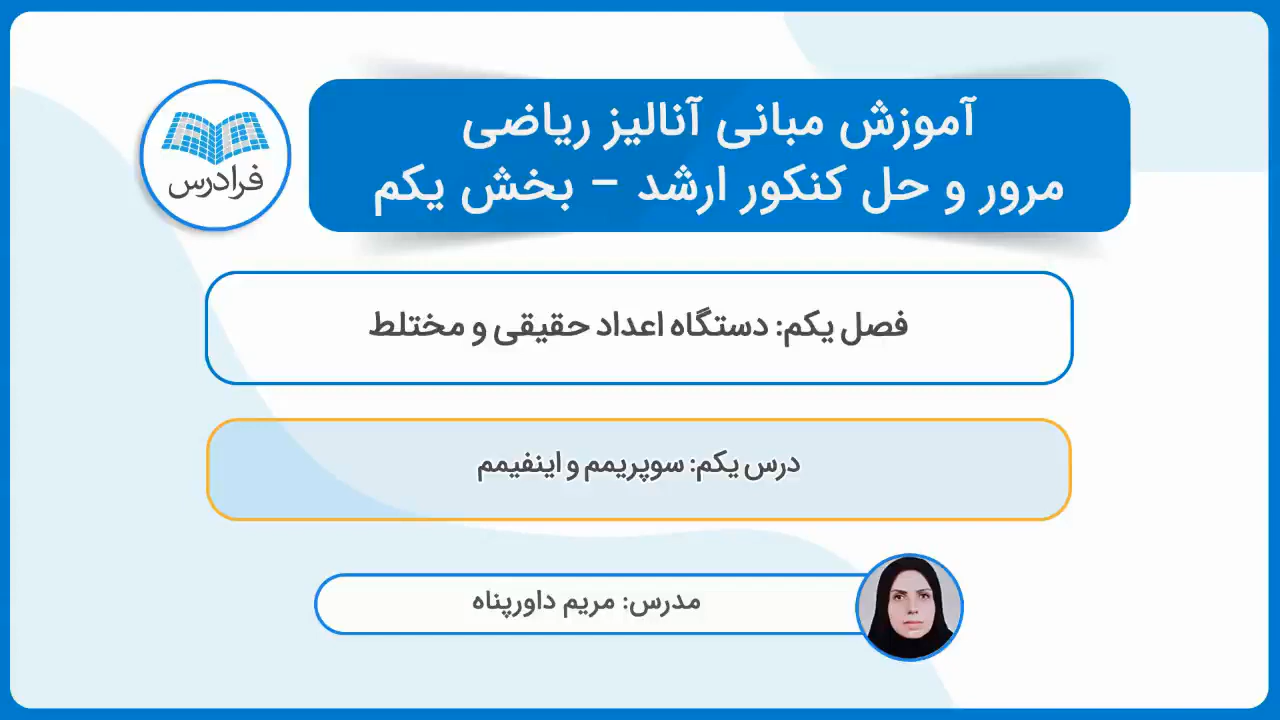 آموزش مبانی آنالیز ریاضی
مرور و حل کنکور ارشد – بخش یکم
فرادرس
فصل یکم: دستگاه اعداد حقیقی و مختلط
درس یکم: سوپریمم و اینفیمم
مدرس: مریم داورپناه